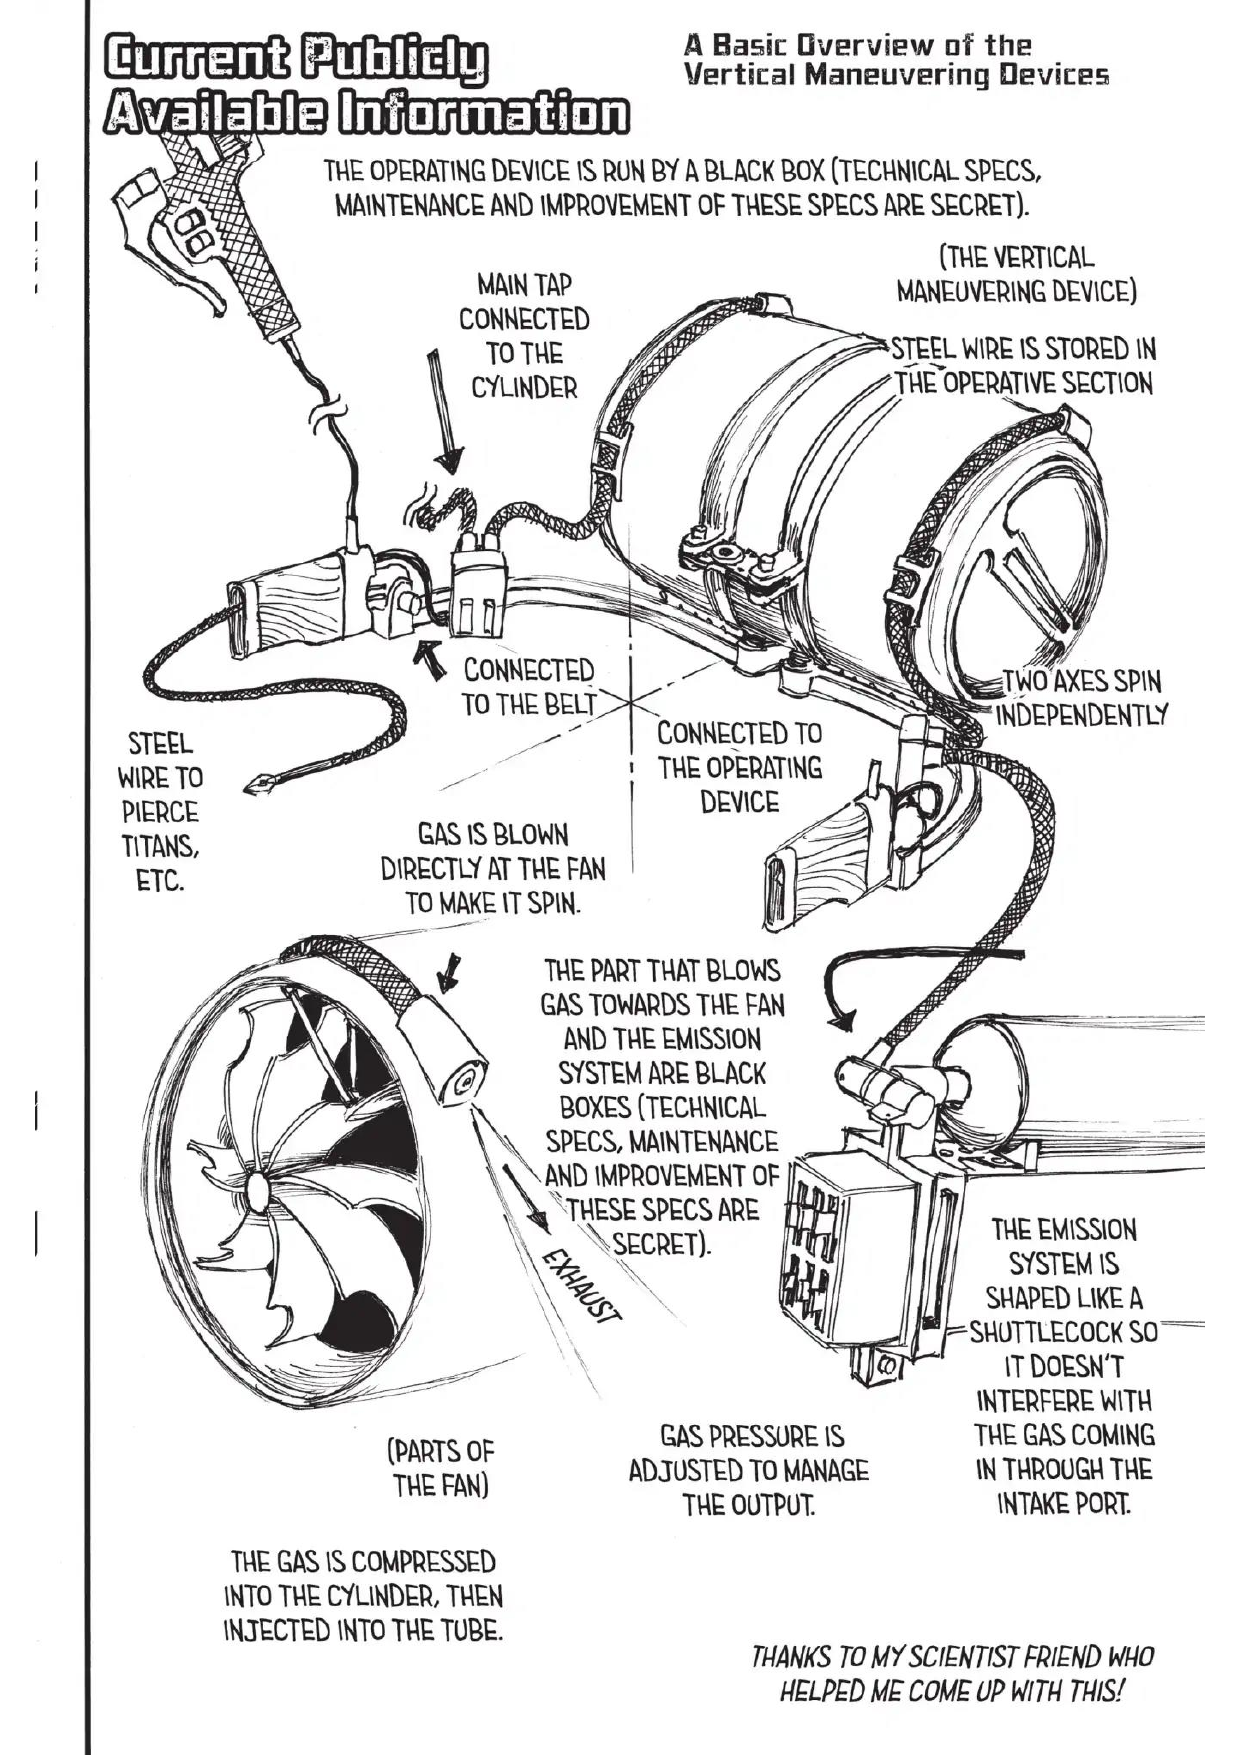 Current Publicly
Available Information
A Basic Overview of the
Vertical Maneuvering Devices
THE OPERATING DEVICE IS RUN BY A BLACK BOX (TECHNICAL SPECS,
MAINTENANCE AND IMPROVEMENT OF THESE SPECS ARE SECRET).
(THE VERTICAL
MANEUVERING DEVICE)
MAIN TAP
CONNECTED
TO THE
CYLINDER
STEEL WIRE IS STORED IN
THE OPERATIVE SECTION
CONNECTED
TO THE BELT
TWO AXES SPIN
INDEPENDENTLY
CONNECTED TO
THE OPERATING
DEVICE
STEEL
WIRE TO
PIERCE
TITANS,
ETC.
GAS IS BLOWN
DIRECTLY AT THE FAN
TO MAKE IT SPIN.
THE PART THAT BLOWS
GAS TOWARDS THE FAN
AND THE EMISSION
SYSTEM ARE BLACK
BOXES (TECHNICAL
SPECS, MAINTENANCE
AND IMPROVEMENT OF
THESE SPECS ARE
SECRET).
EXHAUST
THE EMISSION
SYSTEM IS
SHAPED LIKE A
SHUTTLECOCK SO
IT DOESN'T
INTERFERE WITH
THE GAS COMING
IN THROUGH THE
INTAKE PORT.
(PARTS OF
THE FAN)
GAS PRESSURE IS
ADJUSTED TO MANAGE
THE OUTPUT.
THE GAS IS COMPRESSED
INTO THE CYLINDER, THEN
INJECTED INTO THE TUBE.
THANKS TO MY SCIENTIST FRIEND WHO
HELPED ME COME UP WITH THIS!